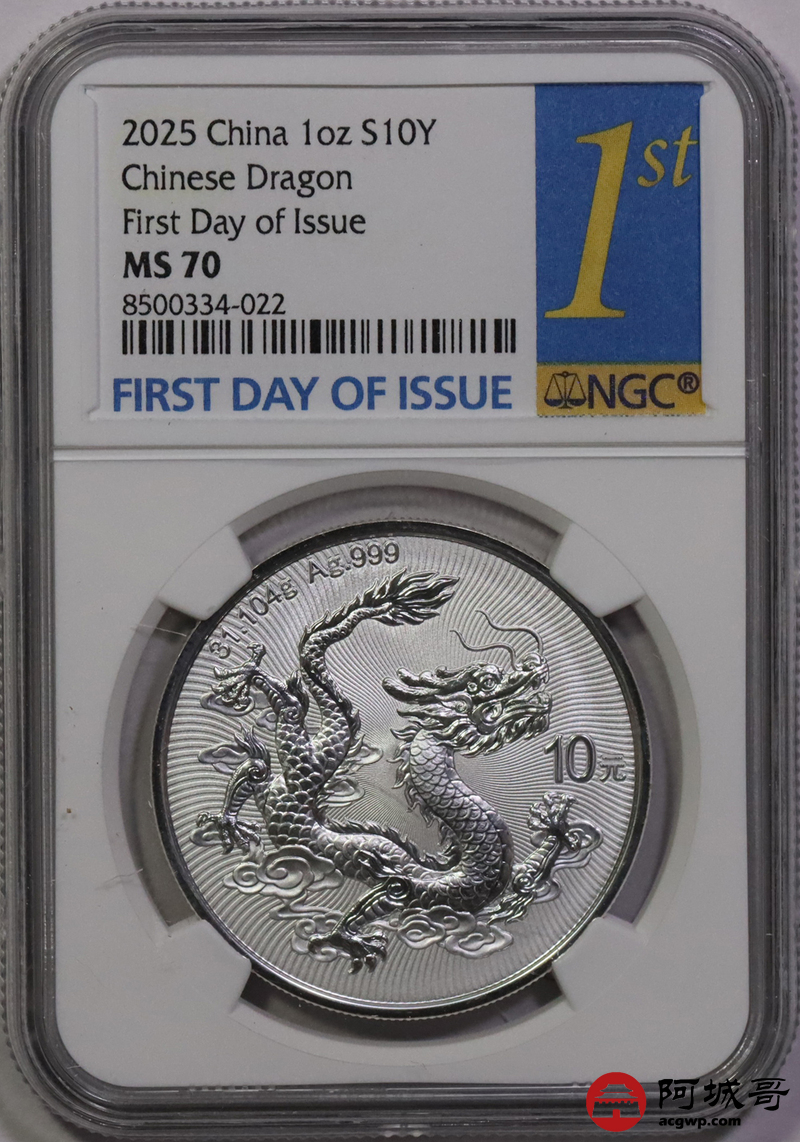 2025 China 1oz S10Y
Chinese Dragon
First Day of Issue
MS 70
8500334-022
FIRST DAY OF ISSUE
1st
NGC®
31.104g Ag.999
10元
阿城哥
acgwp.com